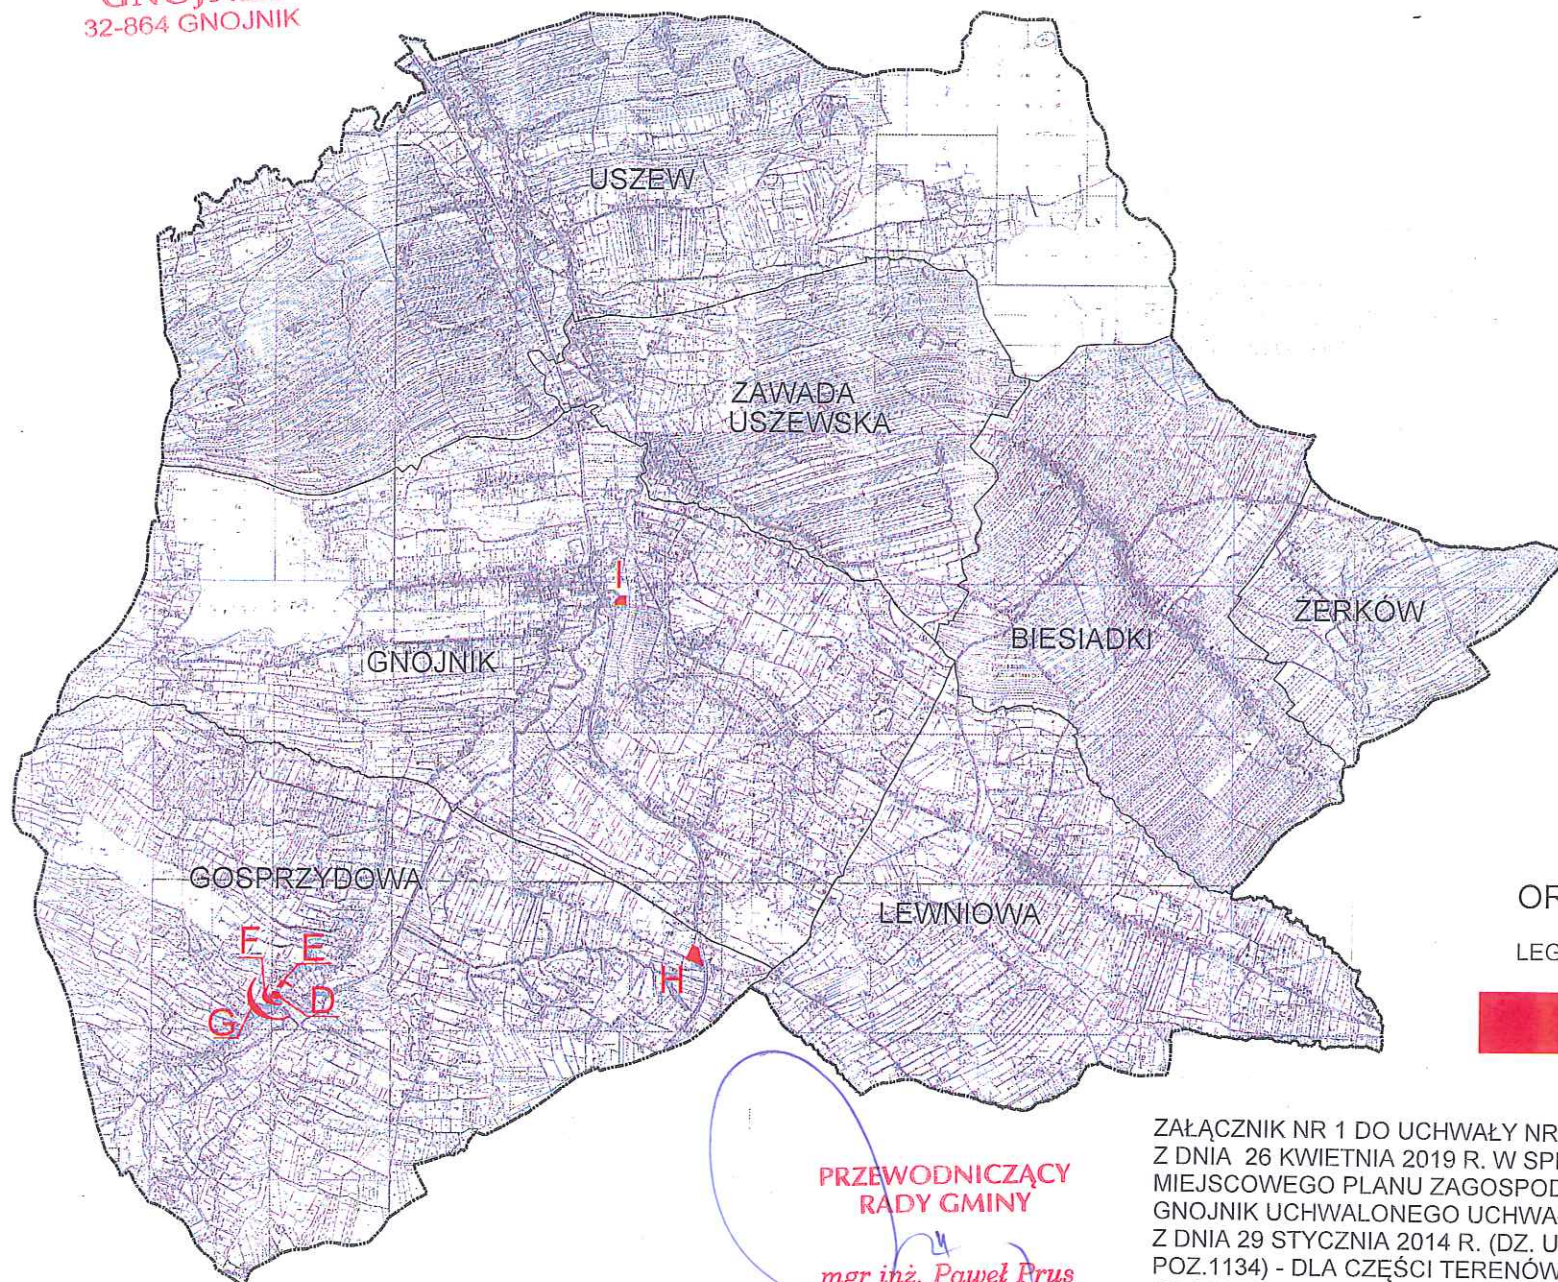 32-864 GNOJNIK
USZEW
ZAWADA
USZEWSKA
I
ŻERKÓW
BIESIADKI
GNOJNIK
GOSPRZYDOWA
LEWNIOWA
F E
H
D
G
OR
LEG
PRZEWODNICZĄCY
RADY GMINY
mgr inż. Paweł Prus
ZAŁĄCZNIK NR 1 DO UCHWAŁY NR
Z DNIA 26 KWIETNIA 2019 R. W SP
MIEJSCOWEGO PLANU ZAGOSPOD
GNOJNIK UCHWALONEGO UCHWA
Z DNIA 29 STYCZNIA 2014 R. (DZ. U
POZ.1134) - DLA CZĘŚCI TERENÓW